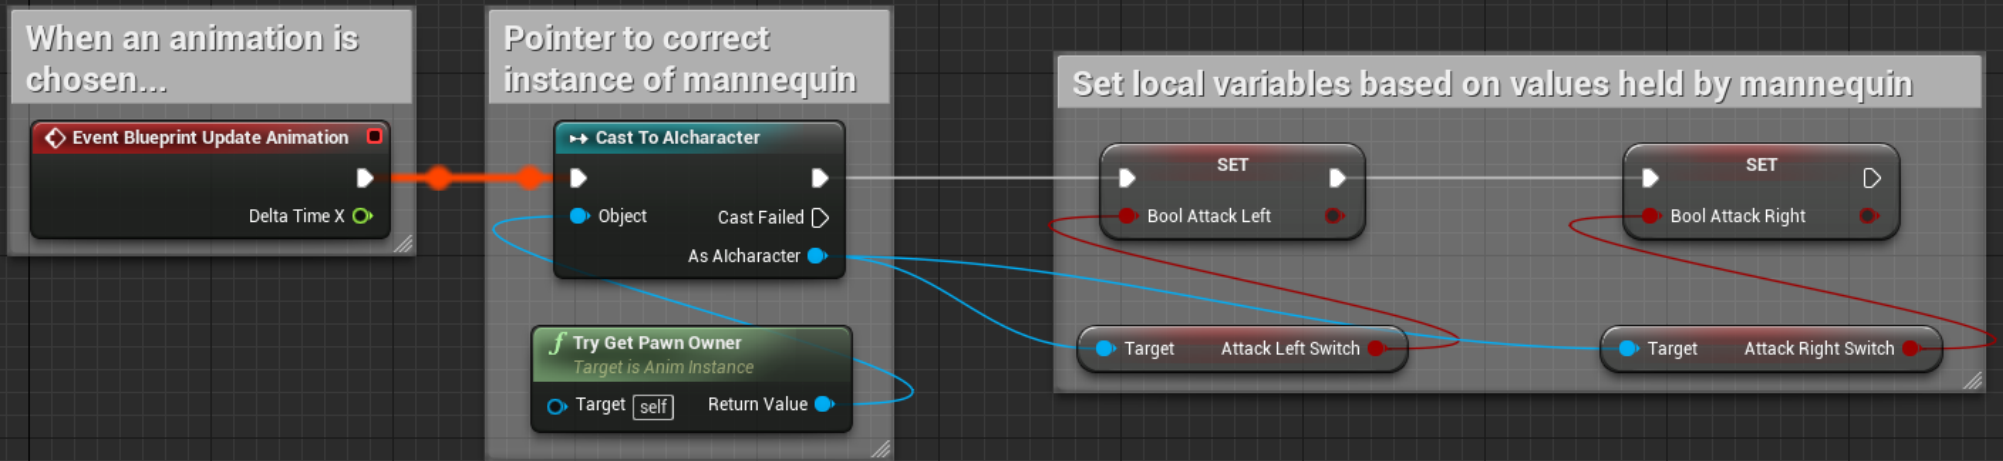 When an animation is
chosen...
Event Blueprint Update Animation
Delta Time X
Pointer to correct
instance of mannequin
Cast To AIcharacter
Object
Cast Failed
As AIcharacter
f Try Get Pawn Owner
Target is Anim Instance
Target self
Return Value
Set local variables based on values held by mannequin
SET
Bool Attack Left
SET
Bool Attack Right
Target
Attack Left Switch
Target
Attack Right Switch